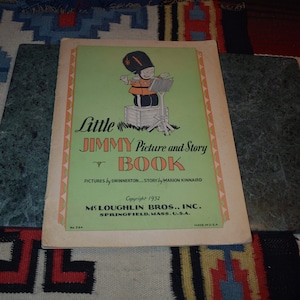 Little
JIMMY Picture and Story
BOOK
PICTURES by SWINNERTON... STORY by MARION KINNAIRD
Copyright 1932
McLOUGHLIN BROS., INC.
SPRINGFIELD, MASS. U.S.A.